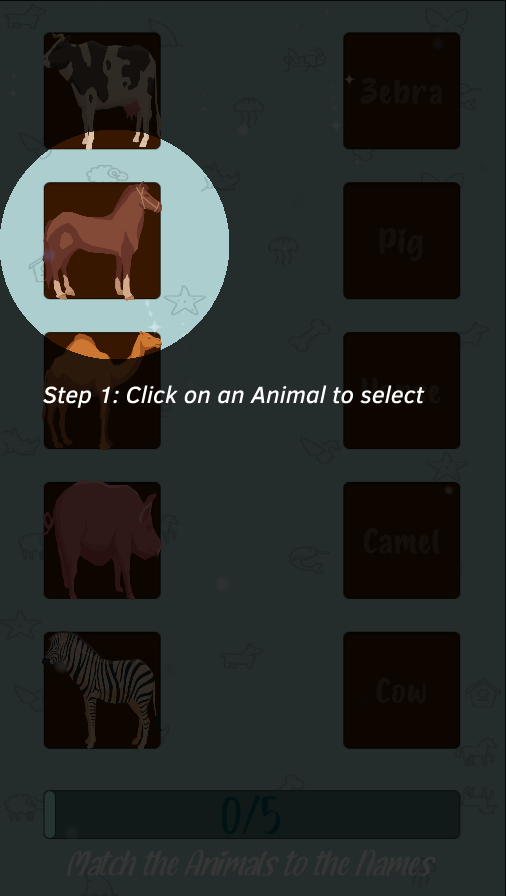 Zebra
Pig
Horse
Step 1: Click on an Animal to select
Camel
Cow
0/5
Match the Animals to the Names